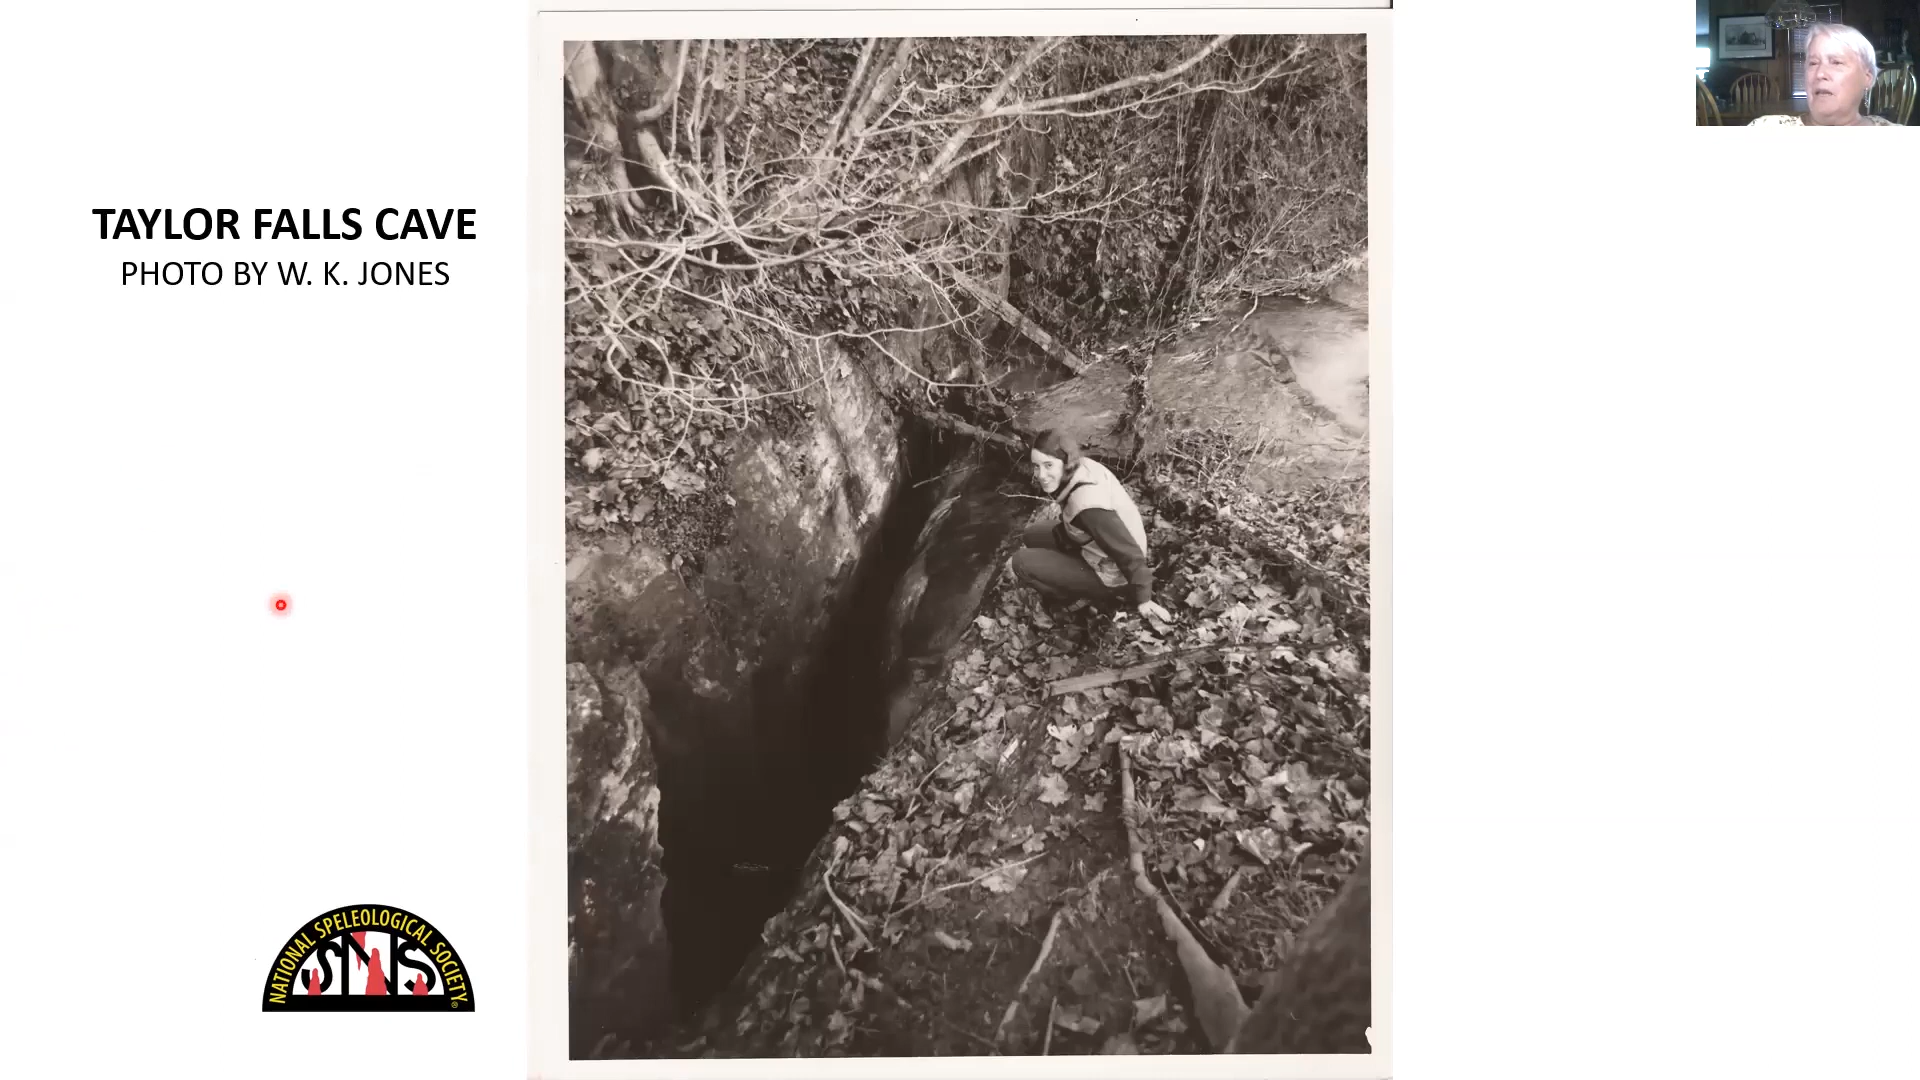 TAYLOR FALLS CAVE
PHOTO BY W. K. JONES
NATIONAL SPELEOLOGICAL SOCIETY®
NSS